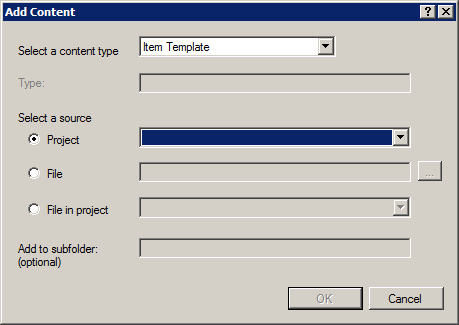 Add Content
Select a content type
Item Template
Type:
Select a source
Project
File
...
File in project
Add to subfolder:
(optional)
OK
Cancel